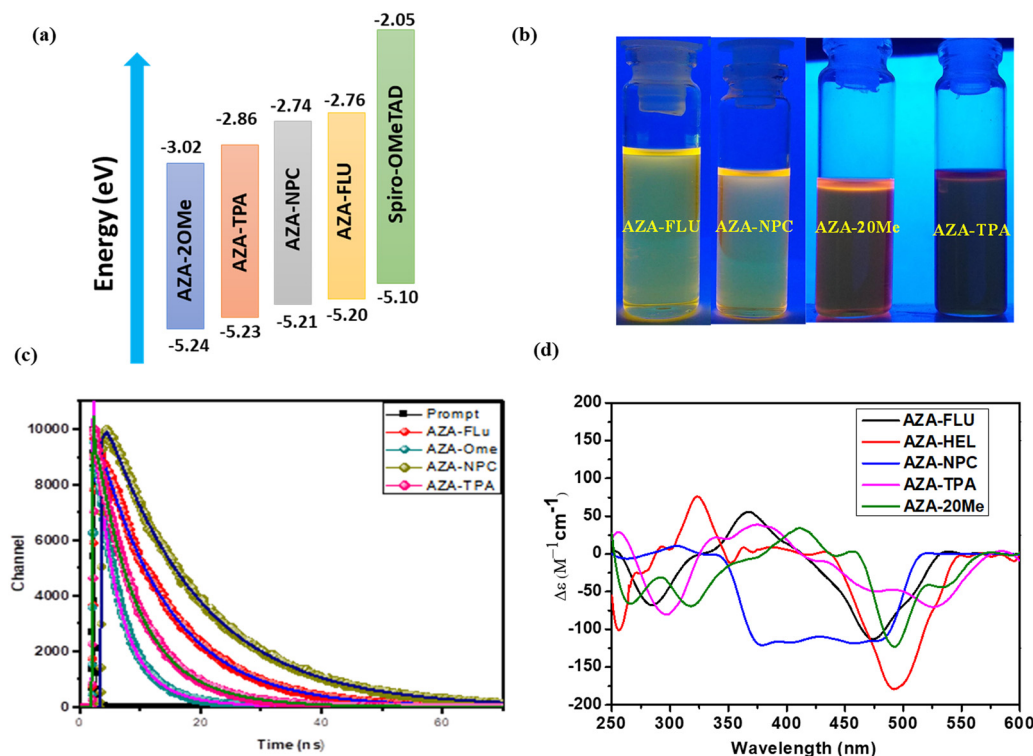 (a)
Energy (eV)
-3.02
AZA-2OMe
-5.24
-2.86
AZA-TPA
-5.23
-2.74
AZA-NPC
-5.21
-2.76
AZA-FLU
-5.20
-2.05
Spiro-OMeTAD
-5.10
(b)
AZA-FLU
AZA-NPC
AZA-20Me
AZA-TPA
(c)
Channel
10000
8000
6000
4000
2000
0
0
20
40
60
Time (ns)
Prompt
AZA-FLu
AZA-Ome
AZA-NPC
AZA-TPA
(d)
Δε (M⁻¹cm⁻¹)
200
150
100
50
0
-50
-100
-150
-200
250
300
350
400
450
500
550
600
Wavelength (nm)
AZA-FLU
AZA-HEL
AZA-NPC
AZA-TPA
AZA-20Me